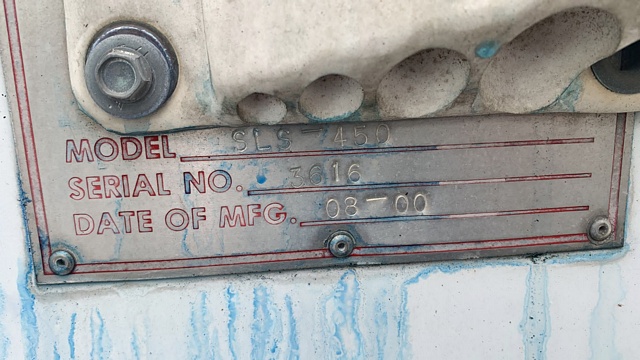 MODEL SLS-450
SERIAL NO. 3616
DATE OF MFG. 08-00